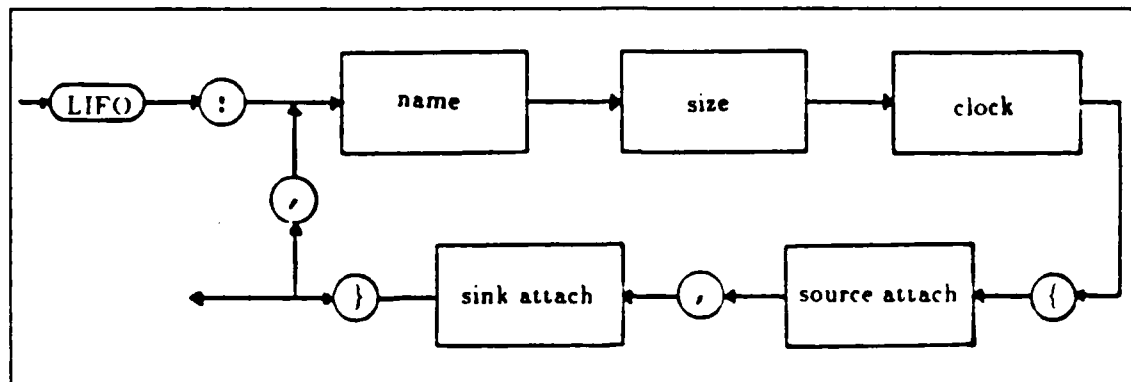 LIFO : name size clock
,
} sink attach , source attach {